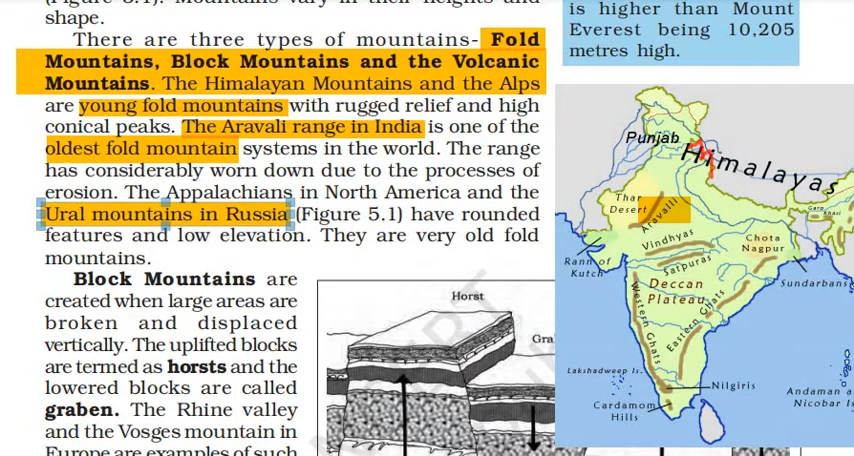 shape.
There are three types of mountains- Fold
Mountains, Block Mountains and the Volcanic
Mountains. The Himalayan Mountains and the Alps
are young fold mountains with rugged relief and high
conical peaks. The Aravali range in India is one of the
oldest fold mountain systems in the world. The range
has considerably worn down due to the processes of
erosion. The Appalachians in North America and the
Ural mountains in Russia (Figure 5.1) have rounded
features and low elevation. They are very old fold
mountains.
Block Mountains are
created when large areas are
broken and displaced
vertically. The uplifted blocks
are termed as horsts and the
lowered blocks are called
graben. The Rhine valley
and the Vosges mountain in
Europe are examples of such
Horst
Gra
is higher than Mount
Everest being 10,205
metres high.
Punjab
Himalayas
Thar
Desert
Aravalli
Garo
Khasi
Vindhyas
Chota
Nagpur
Satpuras
Rann of
Kutch
Sundarbans
Deccan
Plateau
Western Ghats
Eastern Ghats
Lakshadweep Is.
Nilgiris
Cardamom
Hills
Andaman a
Nicobar Is